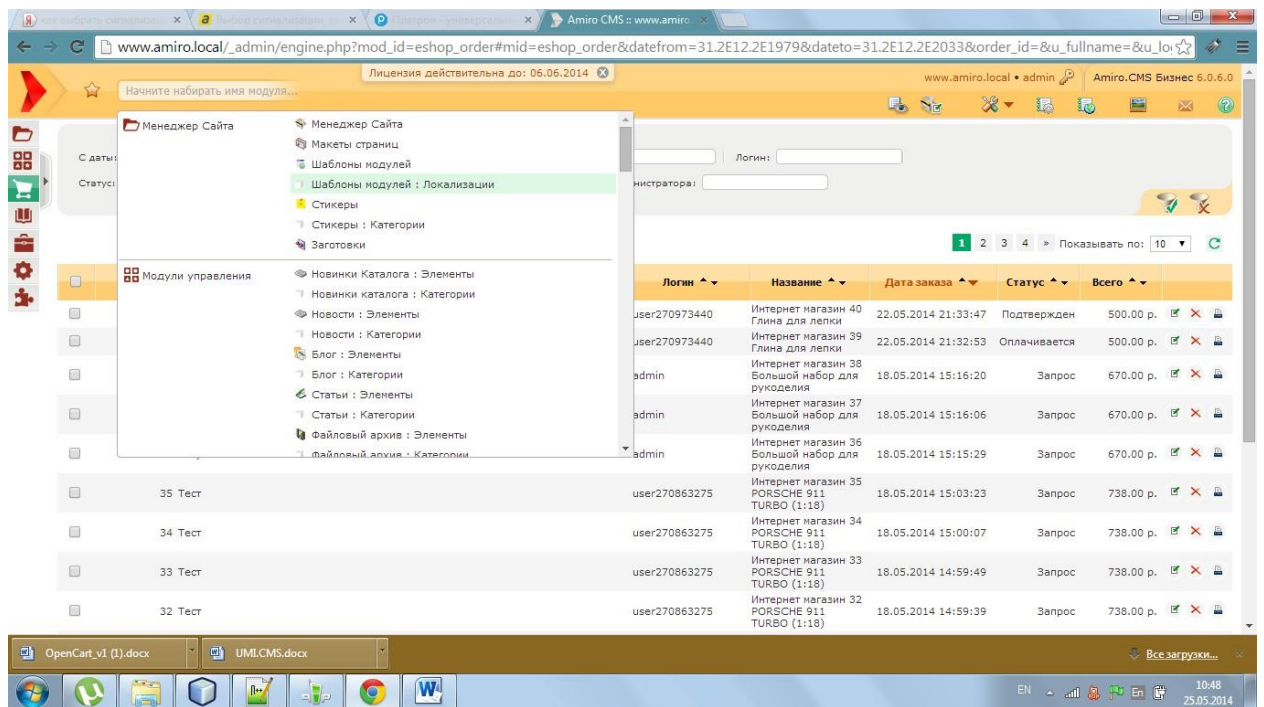 как выбрать сигнализа
Выбор сигнализации
Платрон - универсальн
Amiro CMS :: www.amiro.
www.amiro.local/_admin/engine.php?mod_id=eshop_order#mid=eshop_order&datefrom=31.2E12.2E1979&dateto=31.2E12.2E2033&order_id=&u_fullname=&u_lo
Лицензия действительна до: 06.06.2014
www.amiro.local • admin
Amiro.CMS Бизнес 6.0.6.0
Начните набирать имя модуля...
Менеджер Сайта
Менеджер Сайта
Макеты страниц
Шаблоны модулей
Шаблоны модулей : Локализации
Стикеры
Стикеры : Категории
Заготовки
Модули управления
Новинки Каталога : Элементы
Новинки каталога : Категории
Новости : Элементы
Новости : Категории
Блог : Элементы
Блог : Категории
Статьи : Элементы
Статьи : Категории
Файловый архив : Элементы
Файловый архив : Категории
С даты:
Логин:
Статус:
нистратора:
1 2 3 4 » Показывать по: 10
Логин Название Дата заказа Статус Всего
user270973440 Интернет магазин 40 Глина для лепки 22.05.2014 21:33:47 Подтвержден 500.00 р.
user270973440 Интернет магазин 39 Глина для лепки 22.05.2014 21:32:53 Оплачивается 500.00 р.
admin Интернет магазин 38 Большой набор для рукоделия 18.05.2014 15:16:20 Запрос 670.00 р.
admin Интернет магазин 37 Большой набор для рукоделия 18.05.2014 15:16:06 Запрос 670.00 р.
admin Интернет магазин 36 Большой набор для рукоделия 18.05.2014 15:15:29 Запрос 670.00 р.
35 Тест user270863275 Интернет магазин 35 PORSCHE 911 TURBO (1:18) 18.05.2014 15:03:23 Запрос 738.00 р.
34 Тест user270863275 Интернет магазин 34 PORSCHE 911 TURBO (1:18) 18.05.2014 15:00:07 Запрос 738.00 р.
33 Тест user270863275 Интернет магазин 33 PORSCHE 911 TURBO (1:18) 18.05.2014 14:59:49 Запрос 738.00 р.
32 Тест user270863275 Интернет магазин 32 PORSCHE 911 TURBO (1:18) 18.05.2014 14:59:39 Запрос 738.00 р.
OpenCart_v1 (1).docx
UMI.CMS.docx
Все загрузки...
EN
En
10:48
25.05.2014